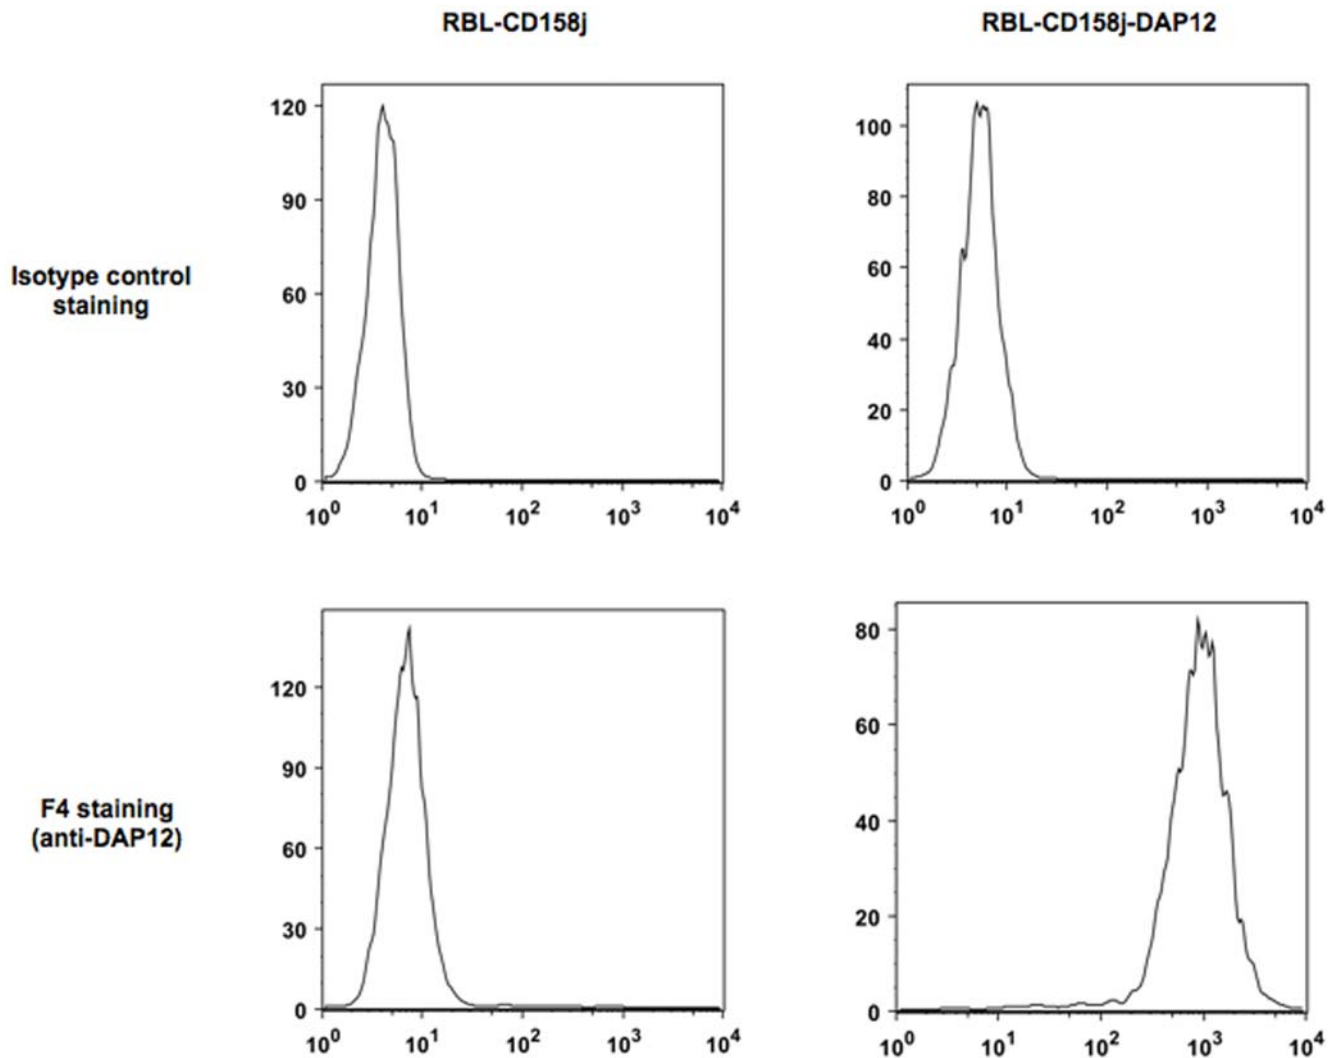 RBL-CD158j
RBL-CD158j-DAP12
Isotype control
staining
120
90
60
30
0
10⁰ 10¹ 10² 10³ 10⁴
100
80
60
40
20
0
10⁰ 10¹ 10² 10³ 10⁴
F4 staining
(anti-DAP12)
120
90
60
30
0
10⁰ 10¹ 10² 10³ 10⁴
80
60
40
20
0
10⁰ 10¹ 10² 10³ 10⁴